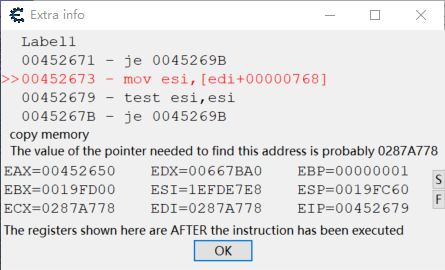 Extra info
Label1
00452671 - je 0045269B
>>00452673 - mov esi,[edi+00000768]
00452679 - test esi,esi
0045267B - je 0045269B
copy memory
The value of the pointer needed to find this address is probably 0287A778
EAX=00452650 EDX=00667BA0 EBP=00000001
EBX=0019FD00 ESI=1EFDE7E8 ESP=0019FC60
ECX=0287A778 EDI=0287A778 EIP=00452679
S
F
The registers shown here are AFTER the instruction has been executed
OK